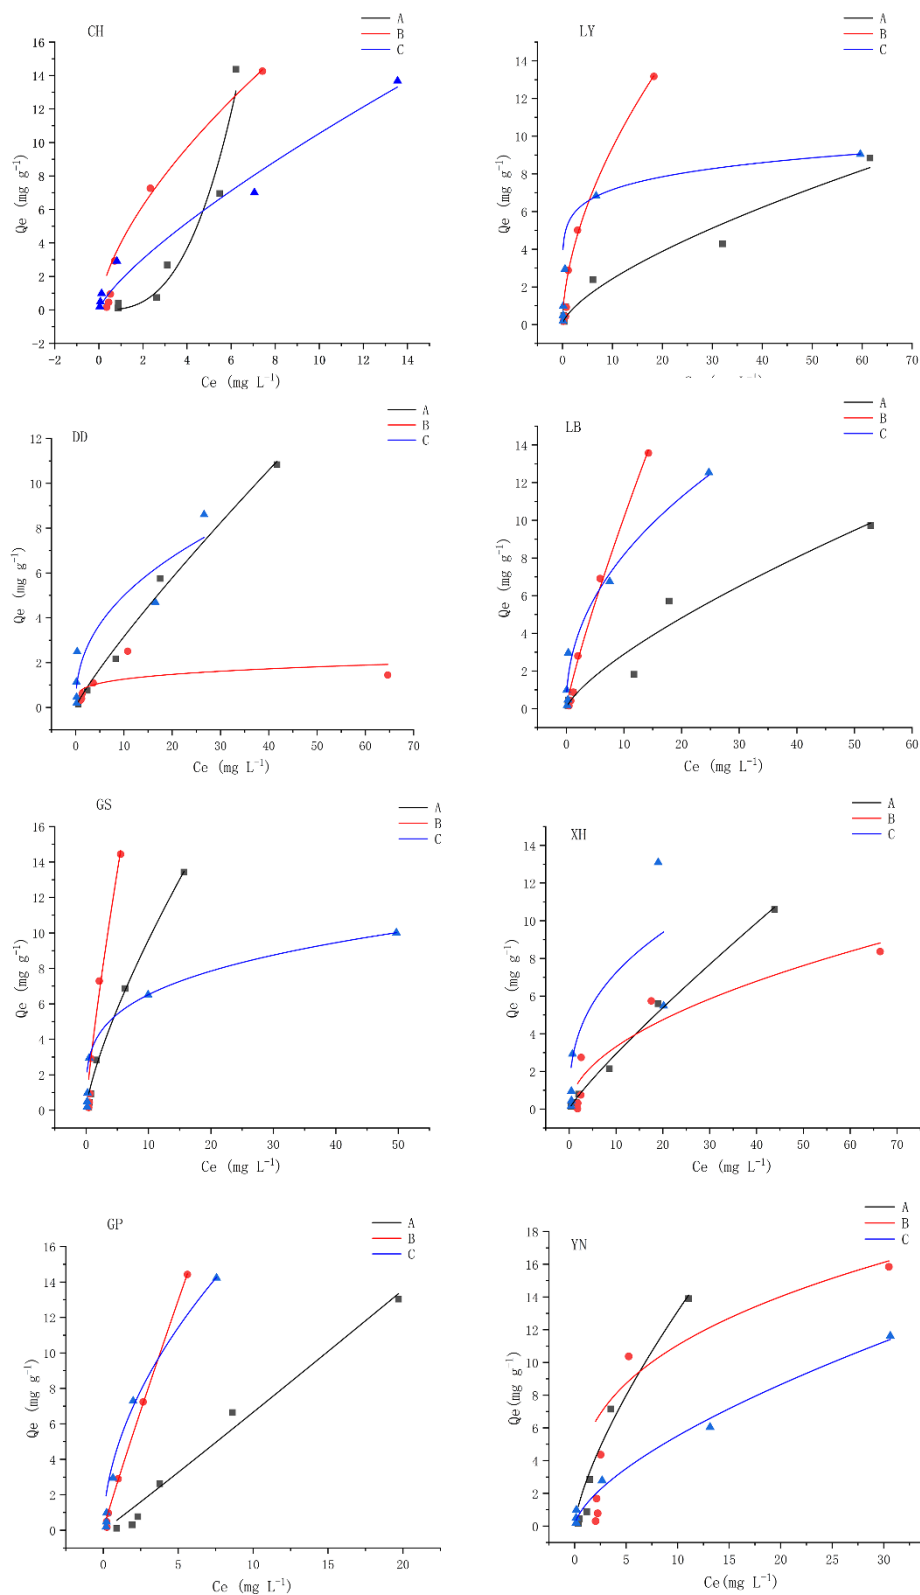 CH
A
B
C
16
14
12
10
8
6
4
2
0
-2
-2 0 2 4 6 8 10 12 14
Qe (mg g⁻¹)
Ce (mg L⁻¹)
LY
A
B
C
16
14
12
10
8
6
4
2
0
0 10 20 30 40 50 60 70
Qe (mg g⁻¹)
Ce (mg L⁻¹)
DD
A
B
C
12
10
8
6
4
2
0
0 10 20 30 40 50 60 70
Qe (mg g⁻¹)
Ce (mg L⁻¹)
LB
A
B
C
14
12
10
8
6
4
2
0
0 10 20 30 40 50 60
Qe (mg g⁻¹)
Ce (mg L⁻¹)
GS
A
B
C
16
14
12
10
8
6
4
2
0
0 10 20 30 40 50
Qe (mg g⁻¹)
Ce (mg L⁻¹)
XH
A
B
C
14
12
10
8
6
4
2
0
0 10 20 30 40 50 60 70
Qe (mg g⁻¹)
Ce (mg L⁻¹)
GP
A
B
C
16
14
12
10
8
6
4
2
0
0 5 10 15 20
Qe (mg g⁻¹)
Ce (mg L⁻¹)
YN
A
B
C
18
16
14
12
10
8
6
4
2
0
0 5 10 15 20 25 30
Qe(mg g⁻¹)
Ce(mg L⁻¹)